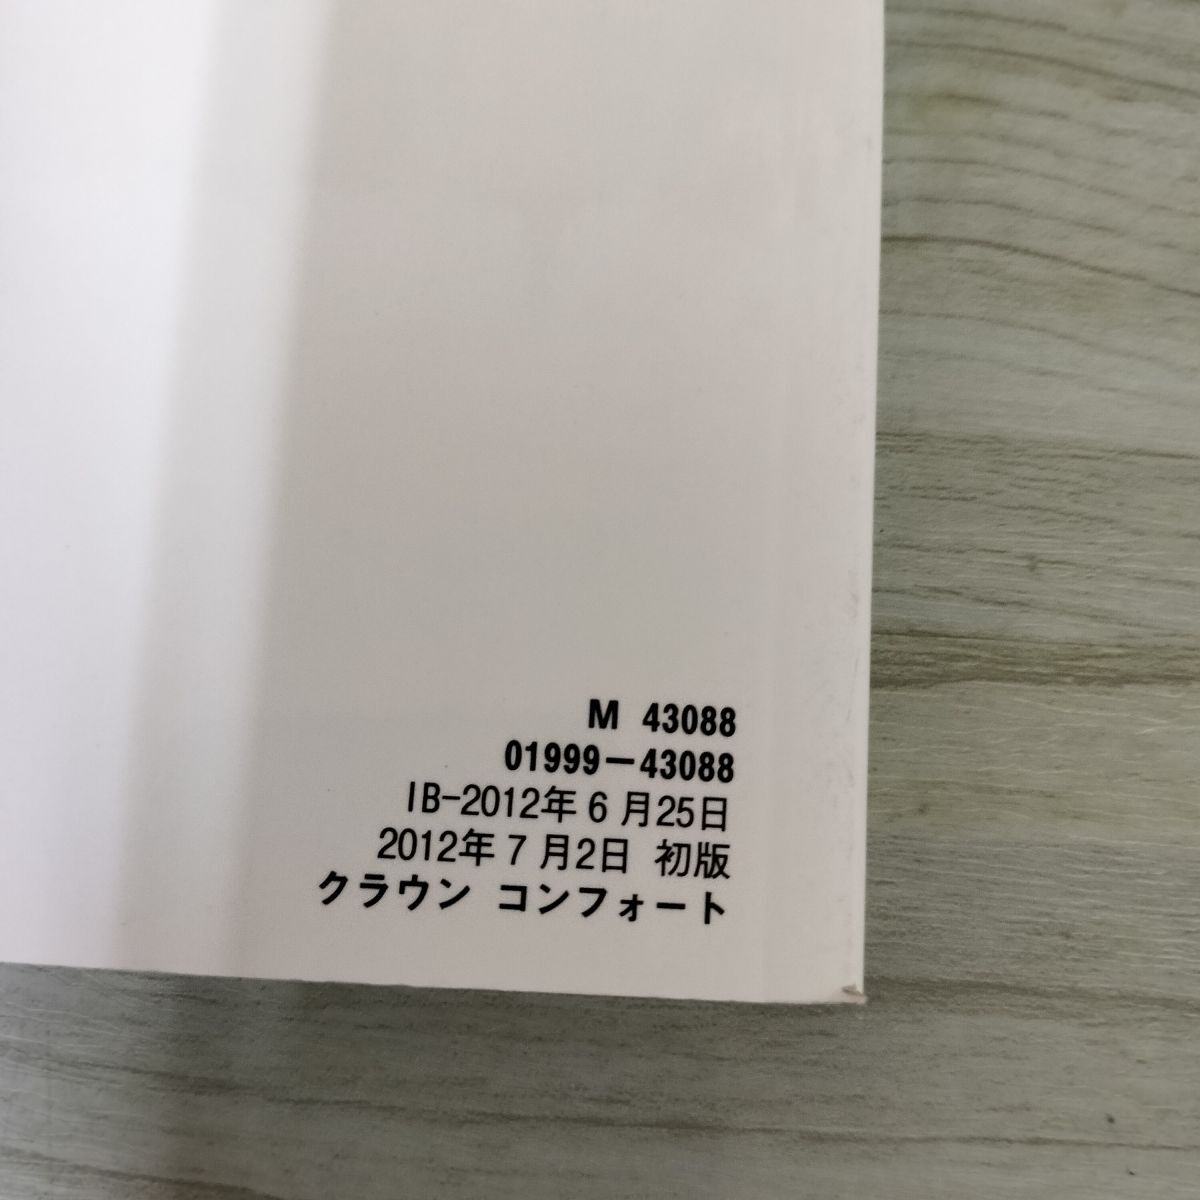 M 43088
01999-43088
IB-2012年6月25日
2012年7月2日 初版
クラウン コンフォート